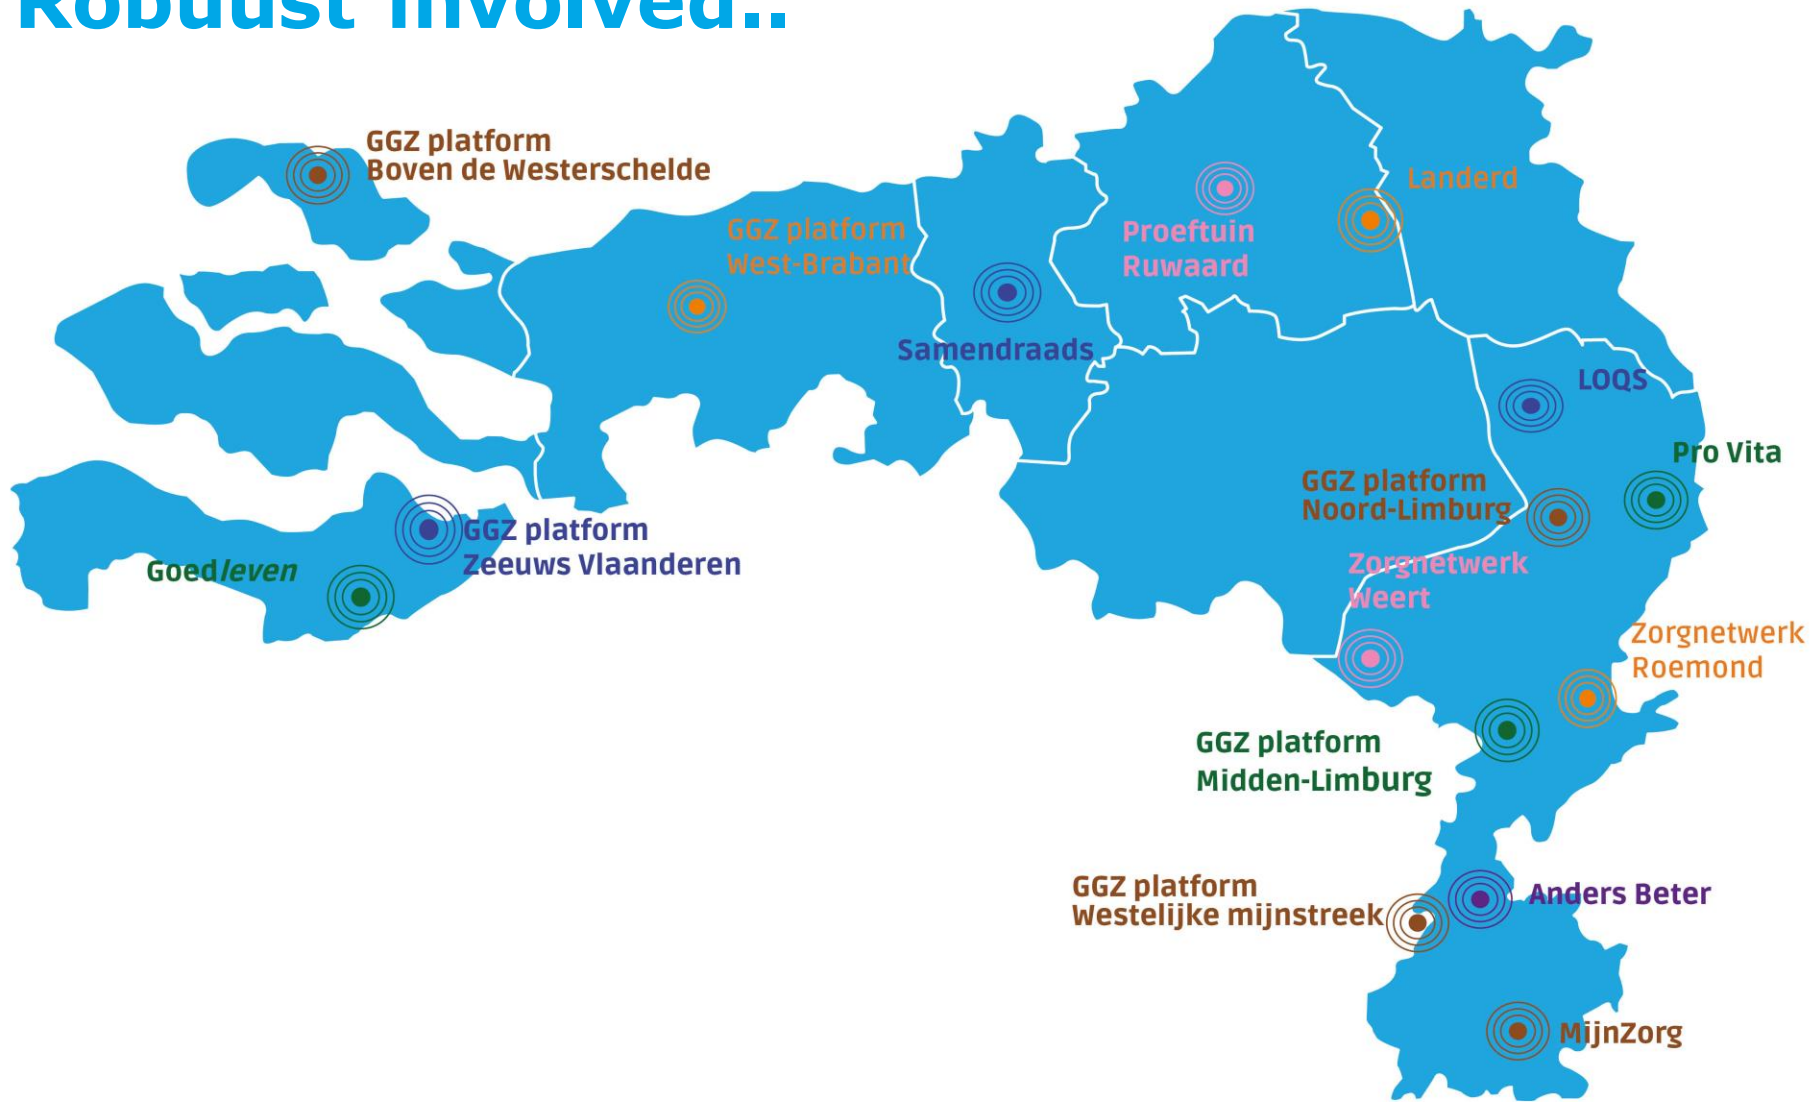 Robuust involved..
GGZ platform
Boven de Westerschelde
GGZ platform
West-Brabant
Samendraads
Proeftuin
Ruwaard
Landerd
LOQS
Pro Vita
GGZ platform
Noord-Limburg
GGZ platform
Zeeuws Vlaanderen
Goedleven
Zorgnetwerk
Weert
Zorgnetwerk
Roemond
GGZ platform
Midden-Limburg
GGZ platform
Westelijke mijnstreek
Anders Beter
MijnZorg